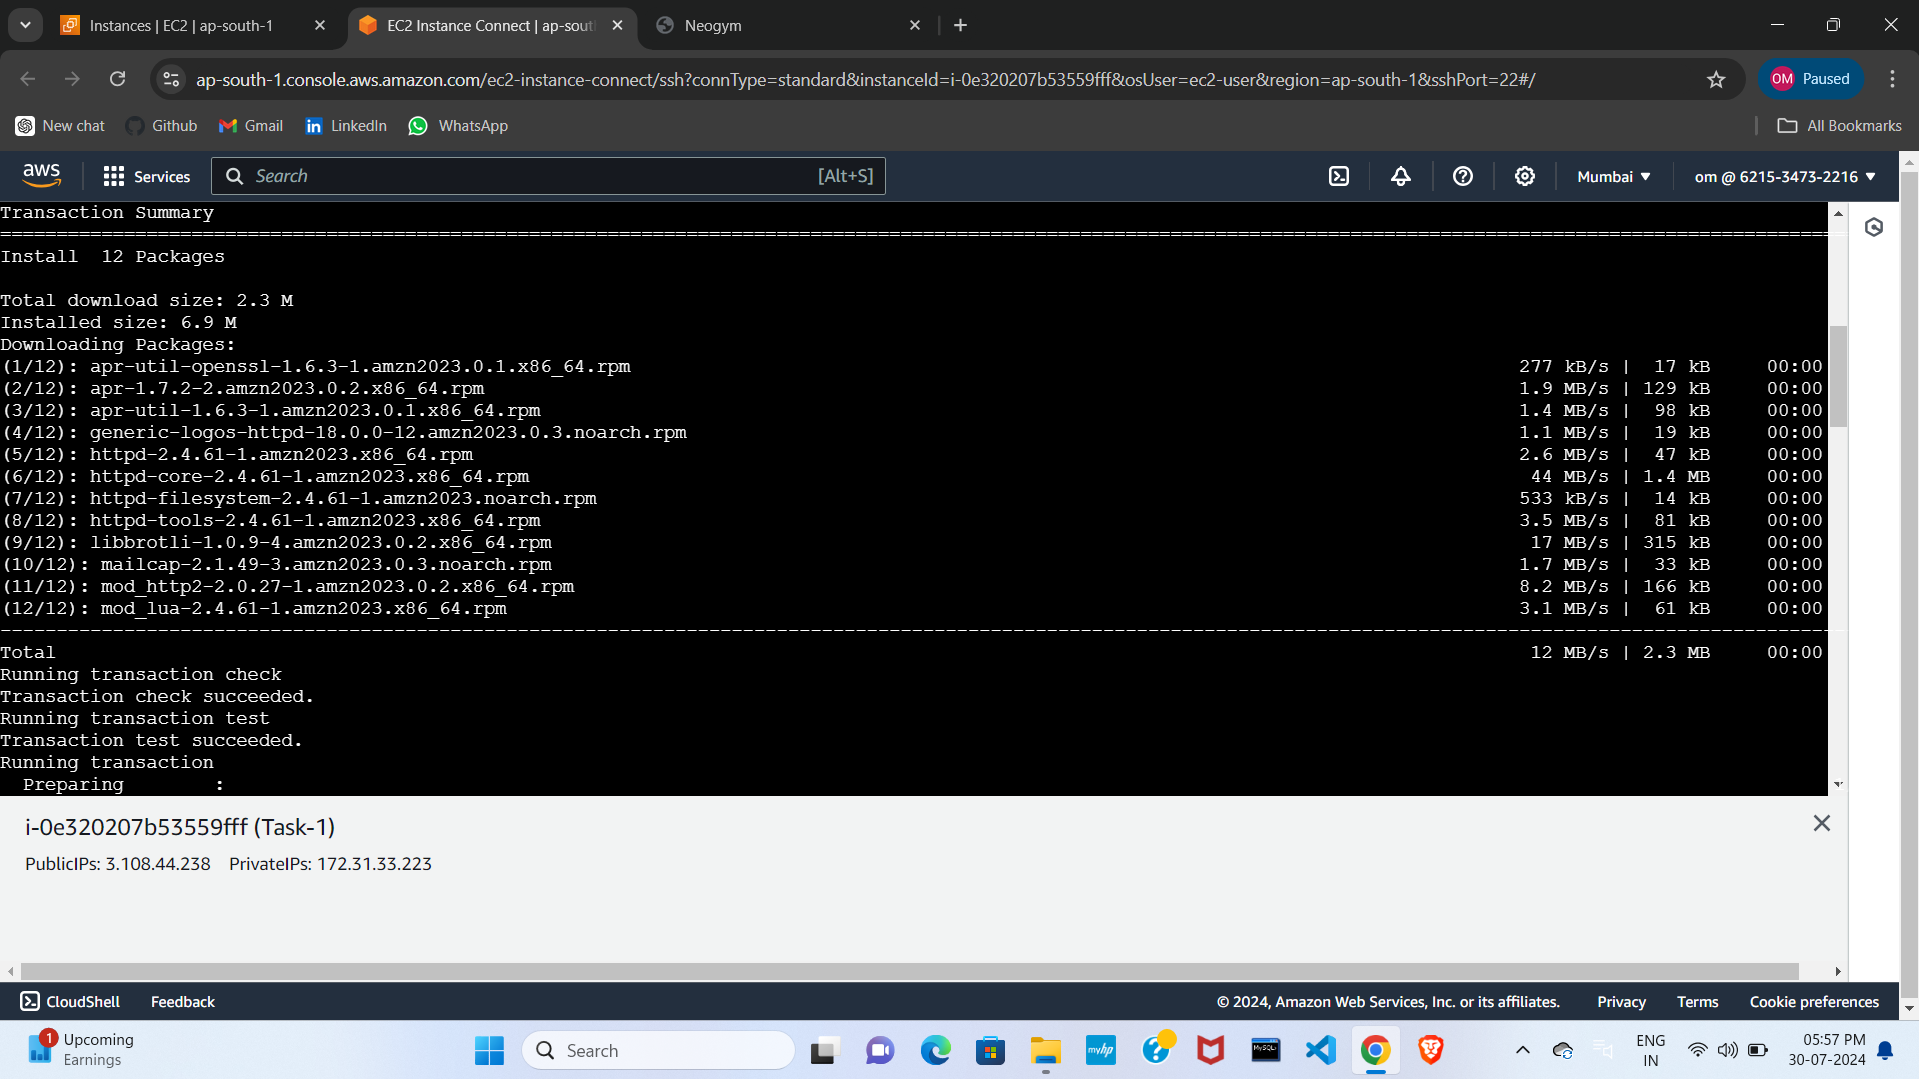 Instances | EC2 | ap-south-1
EC2 Instance Connect | ap-sout
Neogym
ap-south-1.console.aws.amazon.com/ec2-instance-connect/ssh?connType=standard&instanceId=i-0e320207b53559fff&osUser=ec2-user&region=ap-south-1&sshPort=22#/
OM Paused
New chat
Github
Gmail
LinkedIn
WhatsApp
All Bookmarks
aws
Services
Search
[Alt+S]
Mumbai
om @ 6215-3473-2216
Transaction Summary
Install  12 Packages
Total download size: 2.3 M
Installed size: 6.9 M
Downloading Packages:
(1/12): apr-util-openssl-1.6.3-1.amzn2023.0.1.x86_64.rpm 277 kB/s | 17 kB 00:00
(2/12): apr-1.7.2-2.amzn2023.0.2.x86_64.rpm 1.9 MB/s | 129 kB 00:00
(3/12): apr-util-1.6.3-1.amzn2023.0.1.x86_64.rpm 1.4 MB/s | 98 kB 00:00
(4/12): generic-logos-httpd-18.0.0-12.amzn2023.0.3.noarch.rpm 1.1 MB/s | 19 kB 00:00
(5/12): httpd-2.4.61-1.amzn2023.x86_64.rpm 2.6 MB/s | 47 kB 00:00
(6/12): httpd-core-2.4.61-1.amzn2023.x86_64.rpm 44 MB/s | 1.4 MB 00:00
(7/12): httpd-filesystem-2.4.61-1.amzn2023.noarch.rpm 533 kB/s | 14 kB 00:00
(8/12): httpd-tools-2.4.61-1.amzn2023.x86_64.rpm 3.5 MB/s | 81 kB 00:00
(9/12): libbrotli-1.0.9-4.amzn2023.0.2.x86_64.rpm 17 MB/s | 315 kB 00:00
(10/12): mailcap-2.1.49-3.amzn2023.0.3.noarch.rpm 1.7 MB/s | 33 kB 00:00
(11/12): mod_http2-2.0.27-1.amzn2023.0.2.x86_64.rpm 8.2 MB/s | 166 kB 00:00
(12/12): mod_lua-2.4.61-1.amzn2023.x86_64.rpm 3.1 MB/s | 61 kB 00:00
Total 12 MB/s | 2.3 MB 00:00
Running transaction check
Transaction check succeeded.
Running transaction test
Transaction test succeeded.
Running transaction
Preparing :
i-0e320207b53559fff (Task-1)
PublicIPs: 3.108.44.238 PrivateIPs: 172.31.33.223
CloudShell
Feedback
© 2024, Amazon Web Services, Inc. or its affiliates.
Privacy
Terms
Cookie preferences
1
Upcoming
Earnings
Search
myhp
MySQL
ENG
IN
05:57 PM
30-07-2024